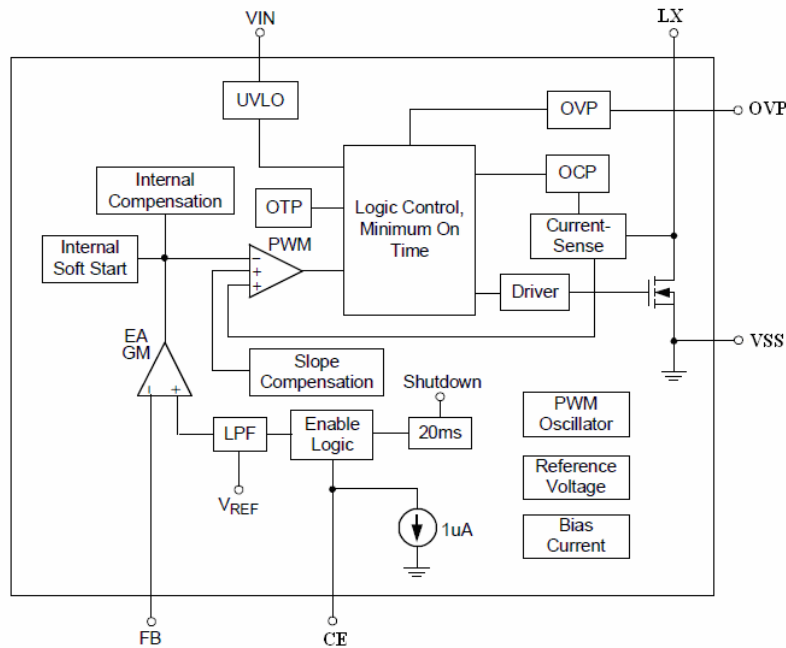 VIN
LX
UVLO
OVP
OVP
Internal
Compensation
OTP
OCP
Logic Control,
Minimum On
Time
Internal
Soft Start
PWM
−
+
+
Current-
Sense
Driver
EA
GM
− +
Slope
Compensation
VSS
Shutdown
LPF
Enable
Logic
20ms
PWM
Oscillator
VREF
Reference
Voltage
1uA
Bias
Current
FB
CE